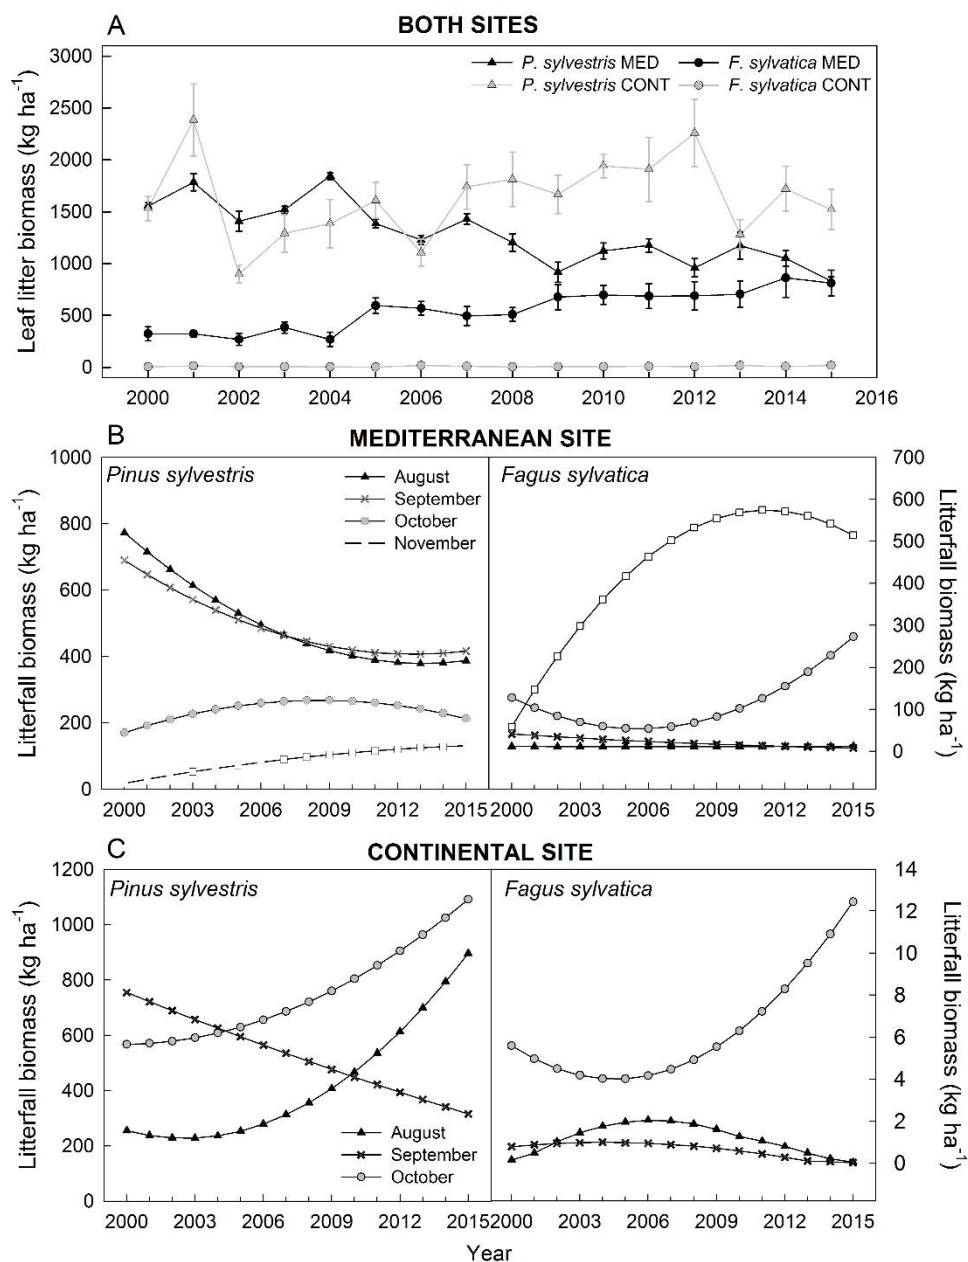 A
BOTH SITES
Leaf litter biomass (kg ha⁻¹)
3000
2500
2000
1500
1000
500
0
P. sylvestris MED
F. sylvatica MED
P. sylvestris CONT
F. sylvatica CONT
2000 2002 2004 2006 2008 2010 2012 2014 2016
B
MEDITERRANEAN SITE
Litterfall biomass (kg ha⁻¹)
1000
800
600
400
200
0
Pinus sylvestris
August
September
October
November
2000 2003 2006 2009 2012 2015
Fagus sylvatica
700
600
500
400
300
200
100
0
Litterfall biomass (kg ha⁻¹)
2000 2003 2006 2009 2012 2015
C
CONTINENTAL SITE
Litterfall biomass (kg ha⁻¹)
1200
1000
800
600
400
200
0
Pinus sylvestris
August
September
October
2000 2003 2006 2009 2012 2015
Fagus sylvatica
14
12
10
8
6
4
2
0
Litterfall biomass (kg ha⁻¹)
2000 2003 2006 2009 2012 2015
Year